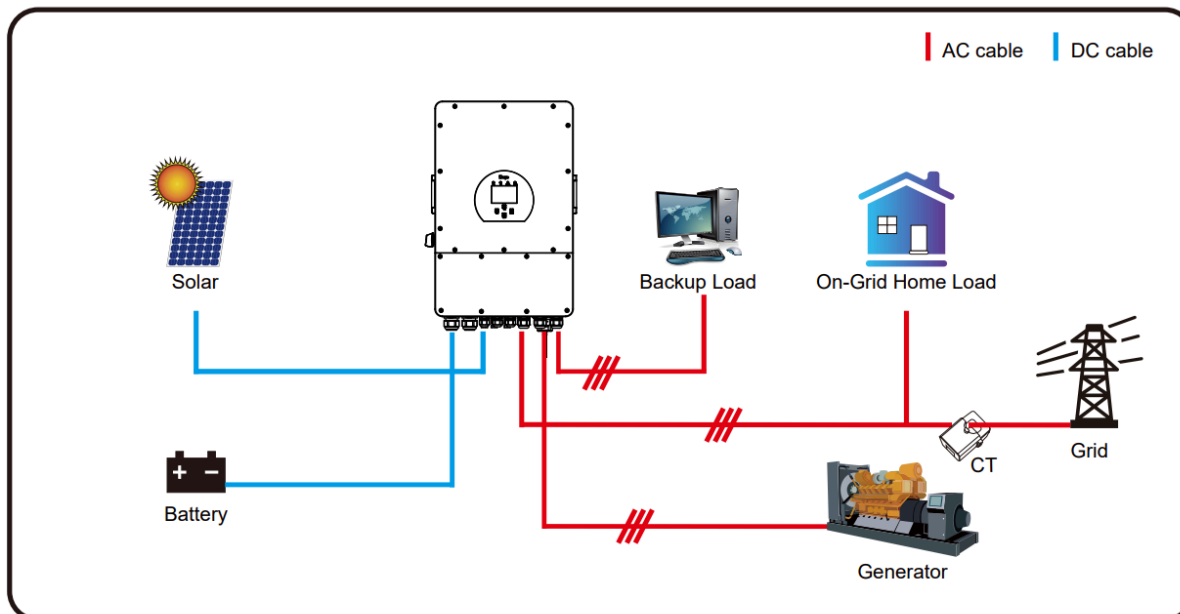 AC cable
DC cable
Solar
Backup Load
On-Grid Home Load
Grid
CT
Battery
Generator